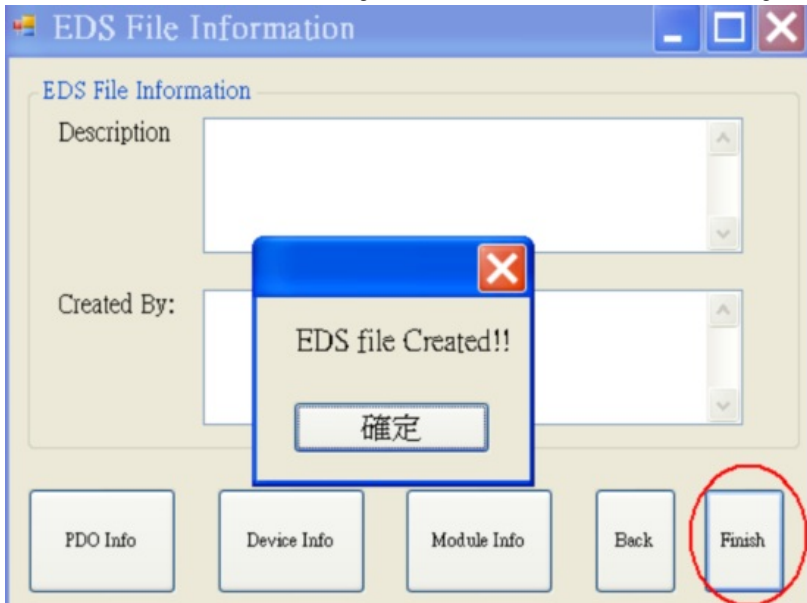 EDS File Information
EDS File Information
Description
Created By:
EDS file Created!!
確定
PDO Info
Device Info
Module Info
Back
Finish